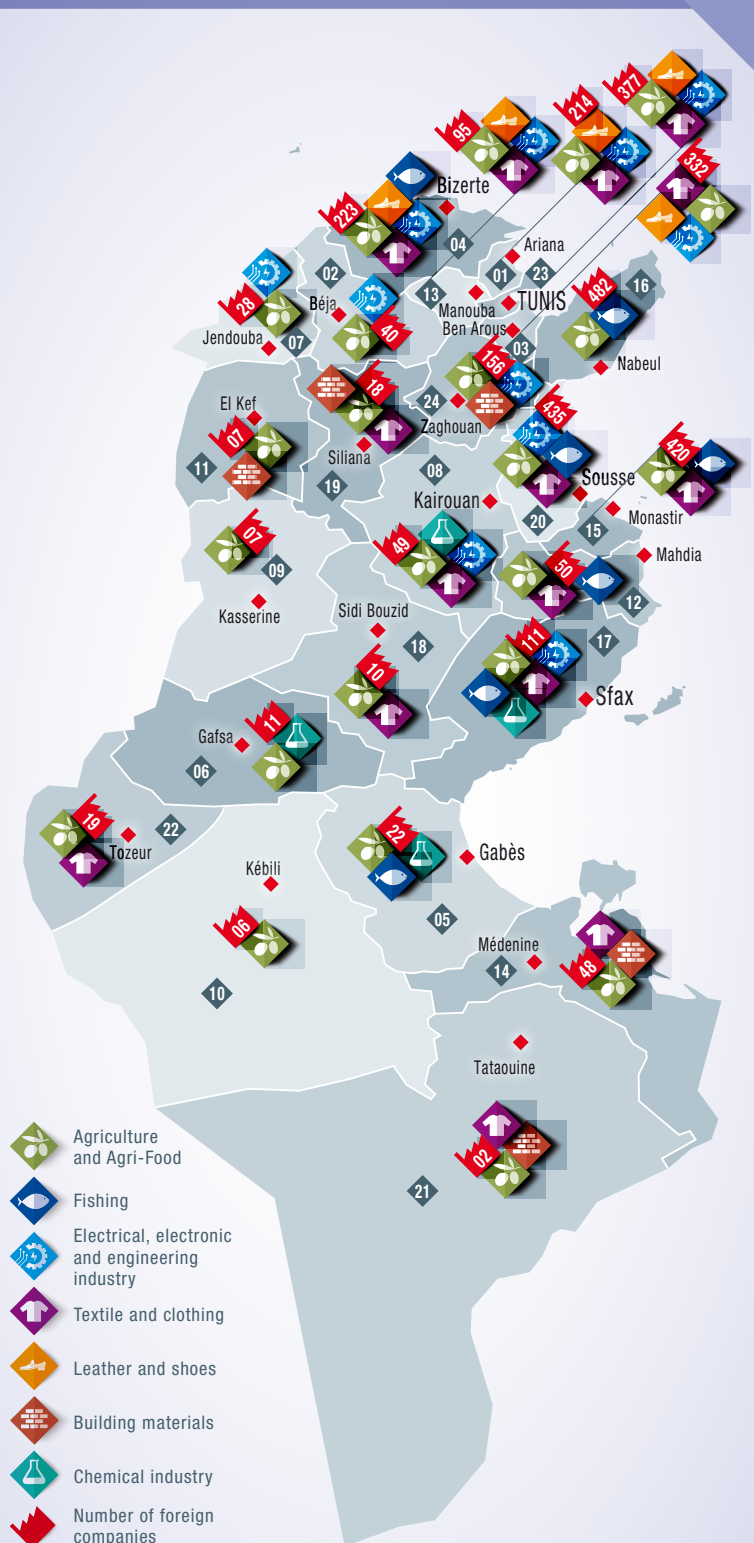 377
214
95
332
Bizerte
223
04
Ariana
02
01
23
13
482
16
28
Béja
Manouba
TUNIS
40
Ben Arous
Jendouba
07
03
Nabeul
156
18
El Kef
24
435
07
Zaghouan
420
Siliana
11
08
Sousse
19
Kairouan
Monastir
20
15
07
49
Mahdia
09
50
12
Kasserine
Sidi Bouzid
111
17
18
10
Sfax
11
Gafsa
06
19
22
22
Tozeur
Gabès
Kébili
06
05
Médenine
48
14
10
Tataouine
02
21
Agriculture
and Agri-Food
Fishing
Electrical, electronic
and engineering
industry
Textile and clothing
Leather and shoes
Building materials
Chemical industry
Number of foreign
companies